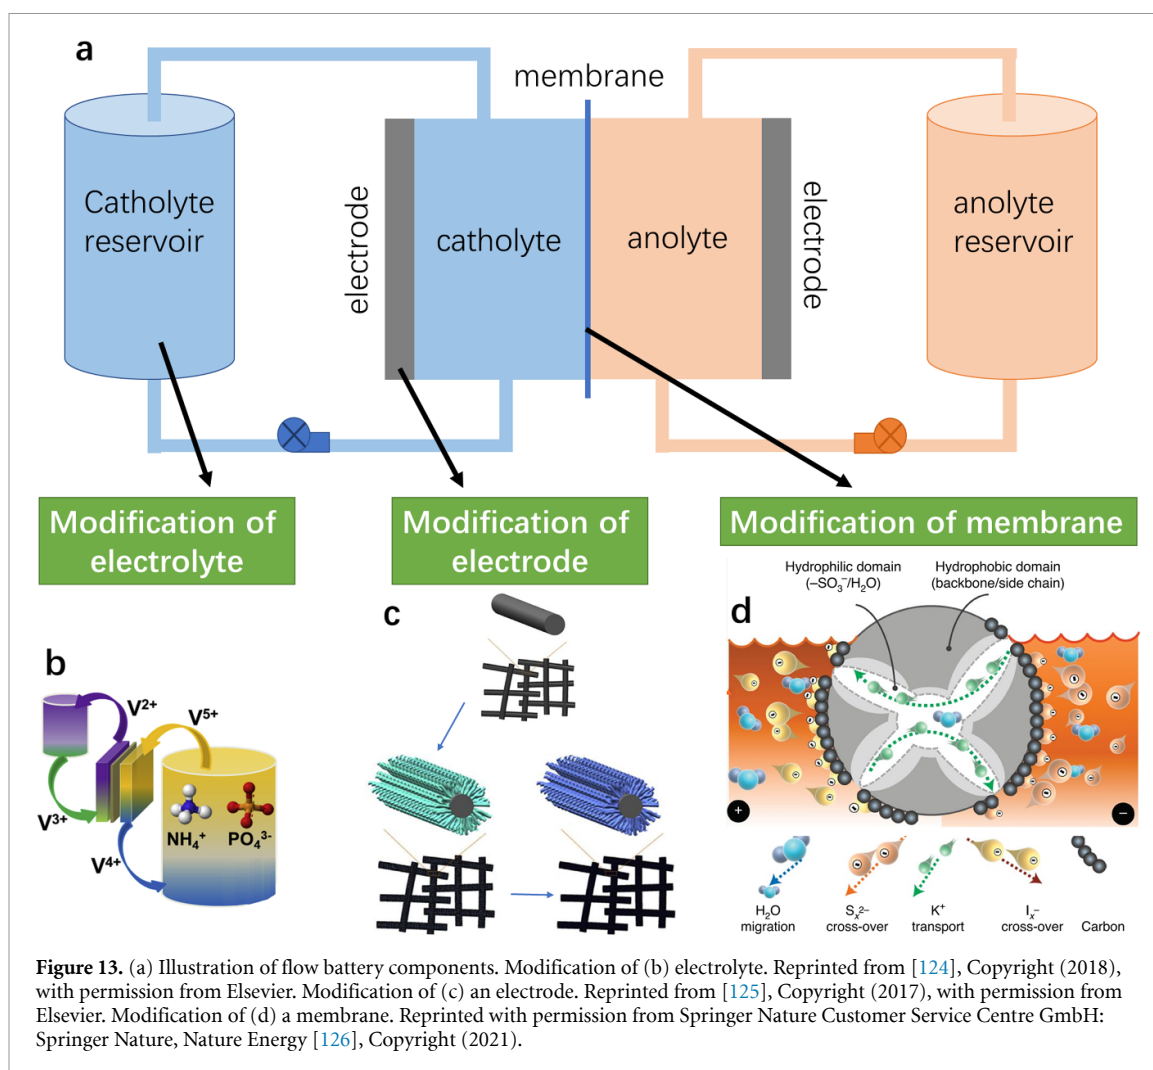 a
membrane
Catholyte
reservoir
electrode
catholyte
anolyte
electrode
anolyte
reservoir
Modification of
electrolyte
Modification of
electrode
Modification of membrane
b
V2+
V5+
V3+
V4+
NH4+
PO43-
c
d
Hydrophilic domain
(–SO3−/H2O)
Hydrophobic domain
(backbone/side chain)
+
−
H2O
migration
Sx2−
cross-over
K+
transport
Ix−
cross-over
Carbon
Figure 13. (a) Illustration of flow battery components. Modification of (b) electrolyte. Reprinted from [124], Copyright (2018),
with permission from Elsevier. Modification of (c) an electrode. Reprinted from [125], Copyright (2017), with permission from
Elsevier. Modification of (d) a membrane. Reprinted with permission from Springer Nature Customer Service Centre GmbH:
Springer Nature, Nature Energy [126], Copyright (2021).